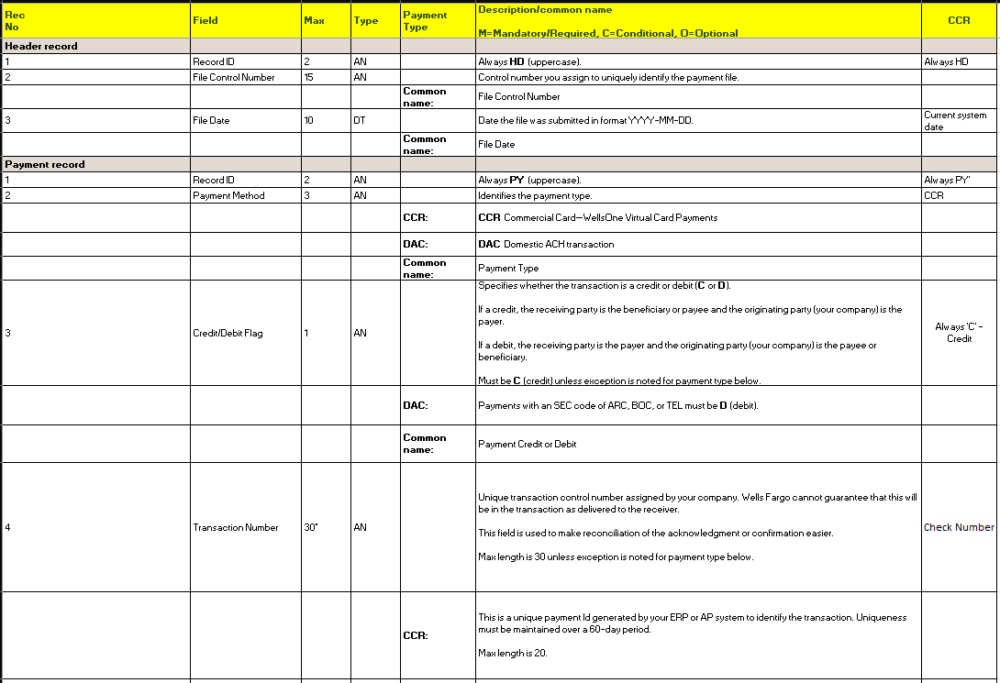 Rec No Field Max Type Payment Type Description/common name
M=Mandatory/Required, C=Conditional, O=Optional CCR
Header record
1 Record ID 2 AN Always HD (uppercase). Always HD
2 File Control Number 15 AN Control number you assign to uniquely identify the payment file.
Common name: File Control Number
3 File Date 10 DT Date the file was submitted in format YYYY-MM-DD. Current system date
Common name: File Date
Payment record
1 Record ID 2 AN Always PY (uppercase). Always PY'
2 Payment Method 3 AN Identifies the payment type. CCR
CCR: CCR Commercial Card—WellsOne Virtual Card Payments
DAC: DAC Domestic ACH transaction
Common name: Payment Type
3 Credit/Debit Flag 1 AN Specifies whether the transaction is a credit or debit (C or D).
If a credit, the receiving party is the beneficiary or payee and the originating party (your company) is the
payer.
If a debit, the receiving party is the payer and the originating party (your company) is the payee or
beneficiary.
Must be C (credit) unless exception is noted for payment type below.
Always 'C' -
Credit
DAC: Payments with an SEC code of ARC, BOC, or TEL must be D (debit).
Common name: Payment Credit or Debit
4 Transaction Number 30* AN Unique transaction control number assigned by your company. Wells Fargo cannot guarantee that this will
be in the transaction as delivered to the receiver.
This field is used to make reconciliation of the acknowledgment or confirmation easier.
Max length is 30 unless exception is noted for payment type below.
Check Number
CCR: This is a unique payment Id generated by your ERP or AP system to identify the transaction. Uniqueness
must be maintained over a 60-day period.
Max length is 20.